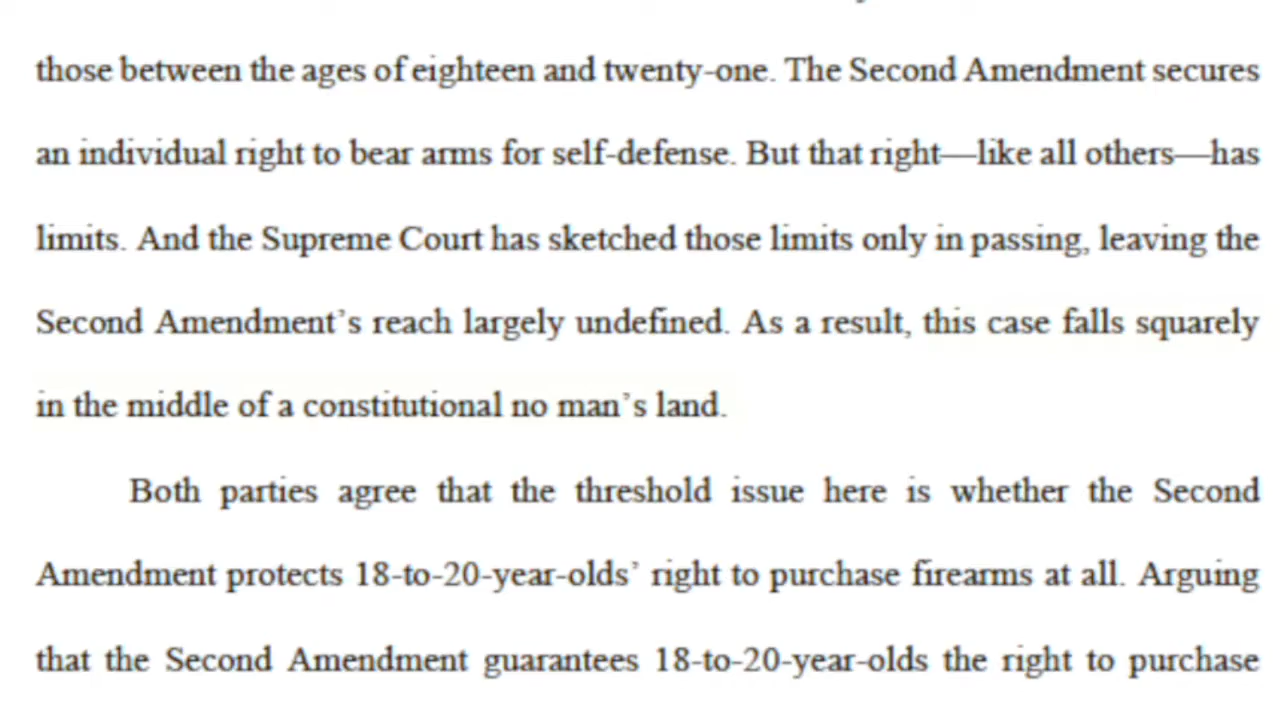 those between the ages of eighteen and twenty-one. The Second Amendment secures
an individual right to bear arms for self-defense. But that right—like all others—has
limits. And the Supreme Court has sketched those limits only in passing, leaving the
Second Amendment’s reach largely undefined. As a result, this case falls squarely
in the middle of a constitutional no man’s land.
Both parties agree that the threshold issue here is whether the Second
Amendment protects 18-to-20-year-olds’ right to purchase firearms at all. Arguing
that the Second Amendment guarantees 18-to-20-year-olds the right to purchase